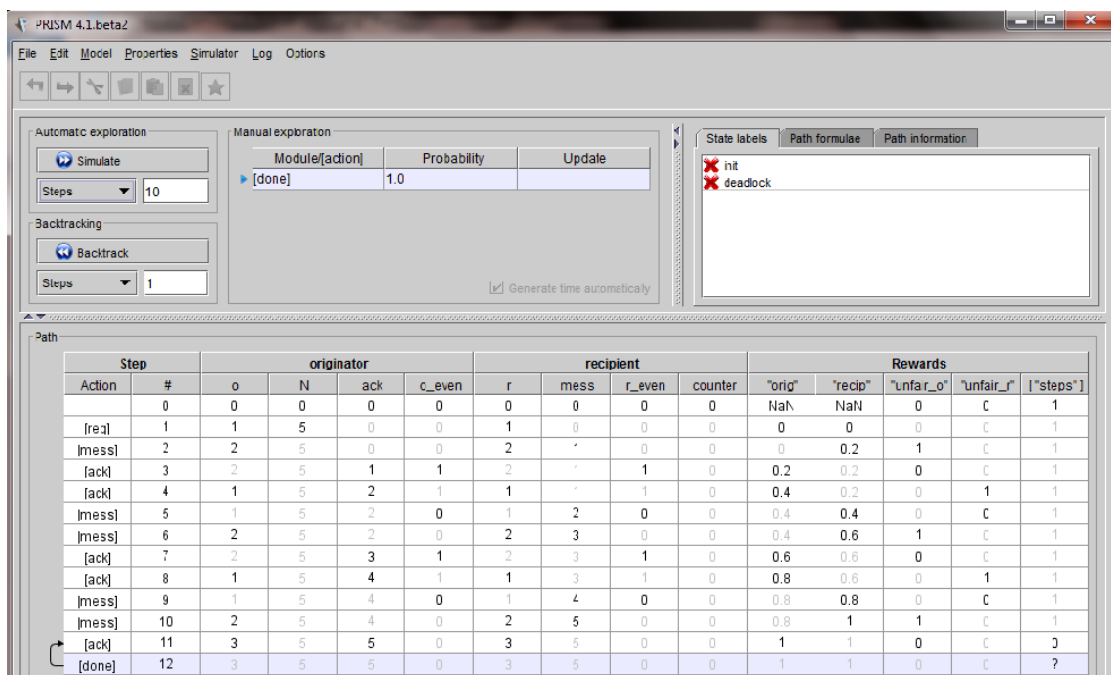 PRISM 4.1.beta2
File Edit Model Properties Simulator Log Options
Automatic exploration
Simulate
Steps 10
Backtracking
Backtrack
Steps 1
Manual exploration
Module/[action] Probability Update
[done] 1.0
Generate time automatically
State labels Path formulae Path information
init
deadlock
Path
Step originator recipient Rewards
Action # o N ack o_even r mess r_even counter "orig" "recip" "unfair_o" "unfair_r" ["steps"]
0 0 0 0 0 0 0 0 0 NaN NaN 0 0 1
[req] 1 1 5 0 0 1 0 0 0 0 0 0 0 1
[mess] 2 2 5 0 0 2 1 0 0 0 0.2 1 0 1
[ack] 3 2 5 1 1 2 1 1 0 0.2 0.2 0 0 1
[ack] 4 1 5 2 1 1 1 1 0 0.4 0.2 0 1 1
[mess] 5 1 5 2 0 1 2 0 0 0.4 0.4 0 0 1
[mess] 6 2 5 2 0 2 3 0 0 0.4 0.6 1 0 1
[ack] 7 2 5 3 1 2 3 1 0 0.6 0.6 0 0 1
[ack] 8 1 5 4 1 1 3 1 0 0.8 0.6 0 1 1
[mess] 9 1 5 4 0 1 4 0 0 0.8 0.8 0 0 1
[mess] 10 2 5 4 0 2 5 0 0 0.8 1 1 0 1
[ack] 11 3 5 5 0 3 5 0 0 1 1 0 0 0
[done] 12 3 5 5 0 3 5 0 0 1 1 0 0 ?